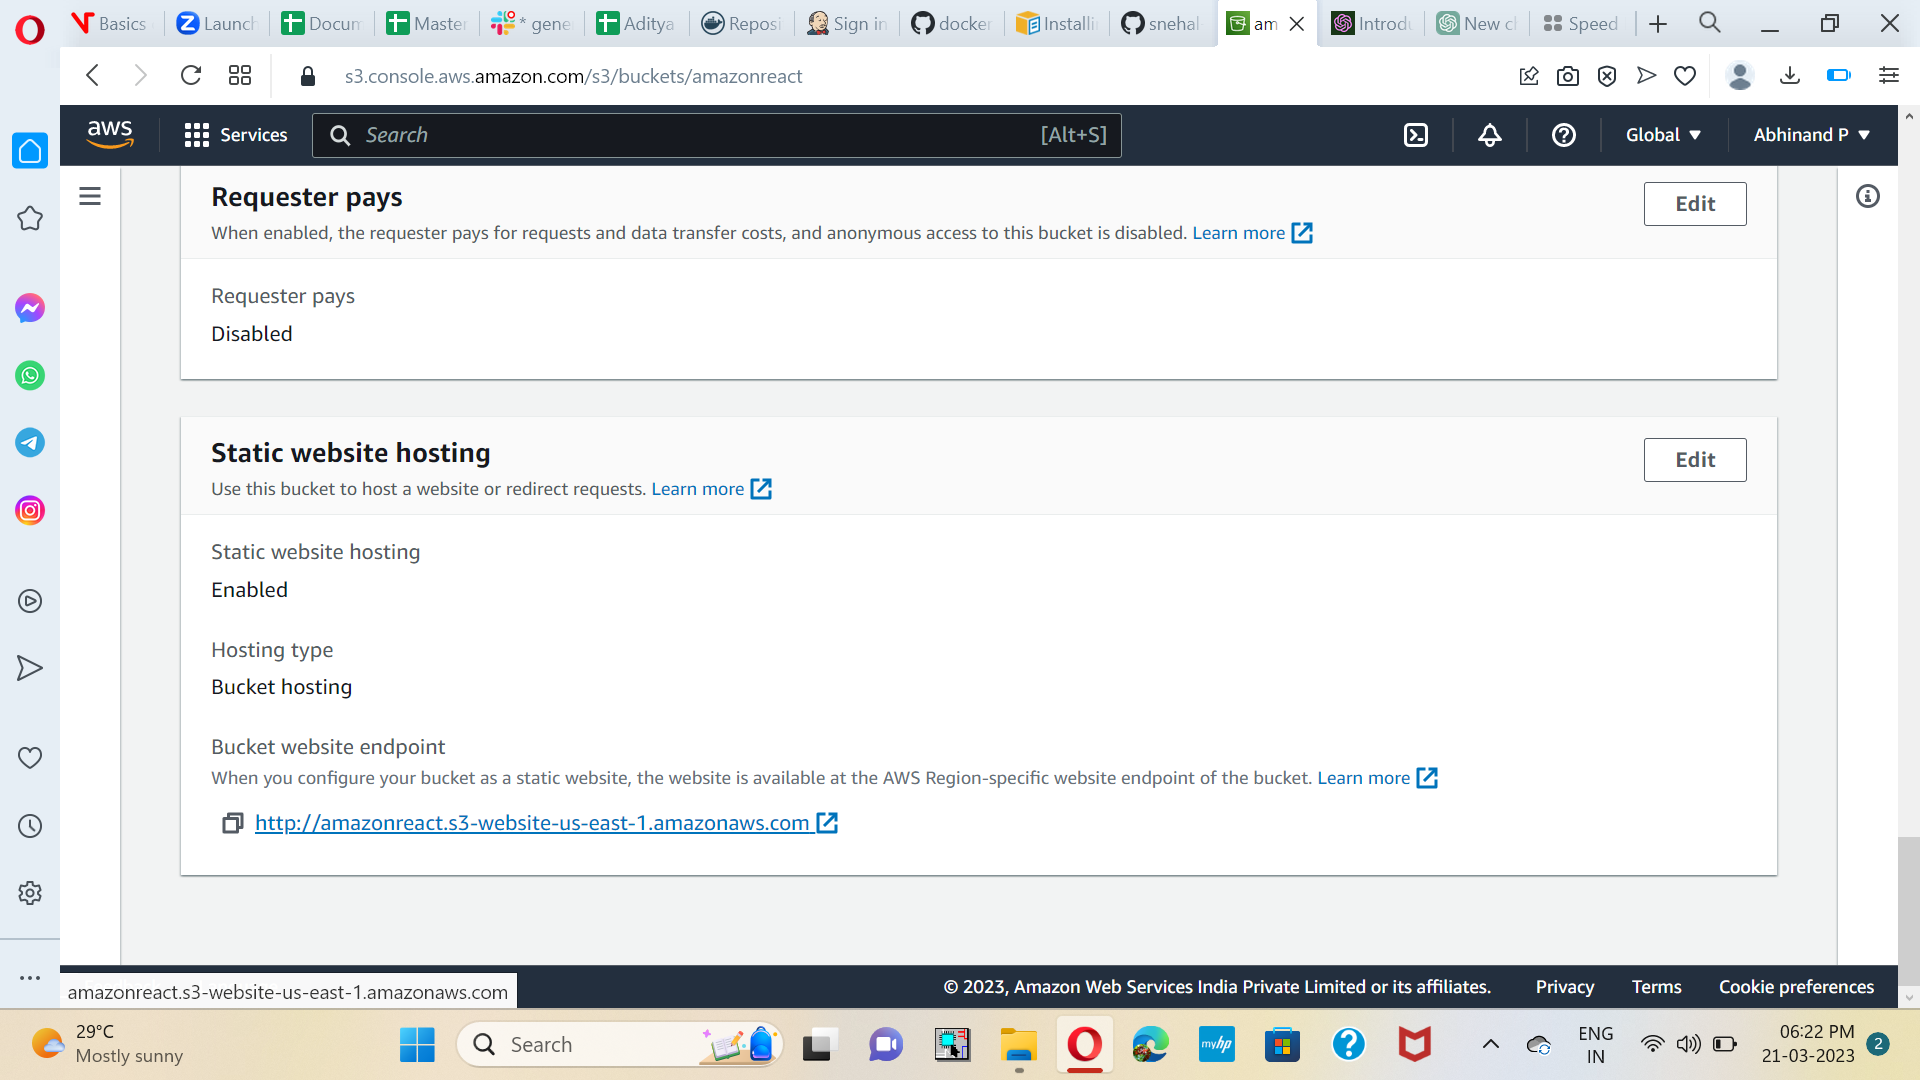 Basics
Launch
Docum
Master
* gene
Aditya
Reposi
Sign in
docker
Installi
snehal
am
Introdu
New ch
Speed
s3.console.aws.amazon.com/s3/buckets/amazonreact
aws
Services
Search
[Alt+S]
Global
Abhinand P
Requester pays
Edit
When enabled, the requester pays for requests and data transfer costs, and anonymous access to this bucket is disabled. Learn more
Requester pays
Disabled
Static website hosting
Edit
Use this bucket to host a website or redirect requests. Learn more
Static website hosting
Enabled
Hosting type
Bucket hosting
Bucket website endpoint
When you configure your bucket as a static website, the website is available at the AWS Region-specific website endpoint of the bucket. Learn more
http://amazonreact.s3-website-us-east-1.amazonaws.com
amazonreact.s3-website-us-east-1.amazonaws.com
© 2023, Amazon Web Services India Private Limited or its affiliates.
Privacy
Terms
Cookie preferences
29°C
Mostly sunny
Search
myhp
ENG
IN
06:22 PM
21-03-2023
2